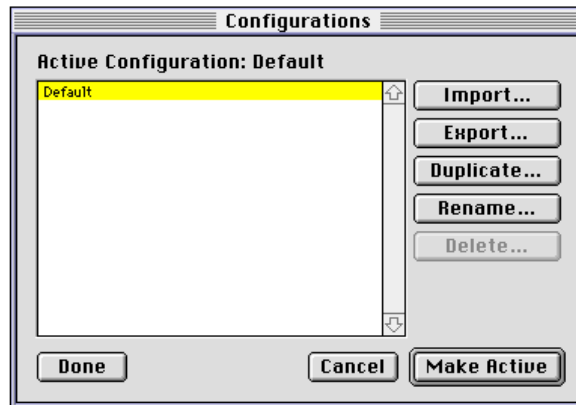 Configurations
Active Configuration: Default
Default
Import...
Export...
Duplicate...
Rename...
Delete...
Done
Cancel
Make Active